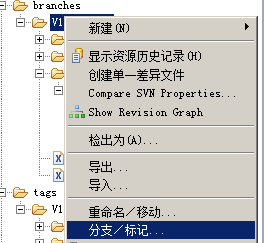 branches
V1
新建(N)
显示资源历史记录(H)
创建单一差异文件
Compare SVN Properties...
Show Revision Graph
检出为(A)...
导出...
导入...
tags
重命名／移动...
V1
分支／标记...